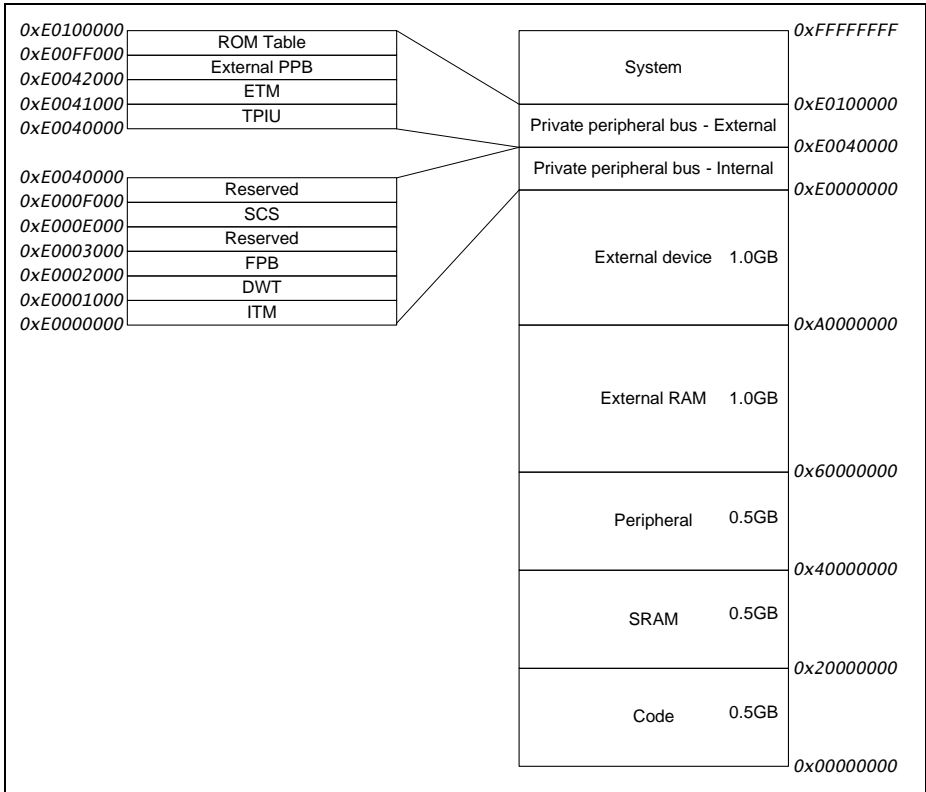 0xE0100000
ROM Table
0xE00FF000
External PPB
0xE0042000
ETM
0xE0041000
TPIU
0xE0040000
0xE0040000
Reserved
0xE000F000
SCS
0xE000E000
Reserved
0xE0003000
FPB
0xE0002000
DWT
0xE0001000
ITM
0xE0000000
0xFFFFFFFF
System
0xE0100000
Private peripheral bus - External
0xE0040000
Private peripheral bus - Internal
0xE0000000
External device 1.0GB
0xA0000000
External RAM 1.0GB
0x60000000
Peripheral 0.5GB
0x40000000
SRAM 0.5GB
0x20000000
Code 0.5GB
0x00000000